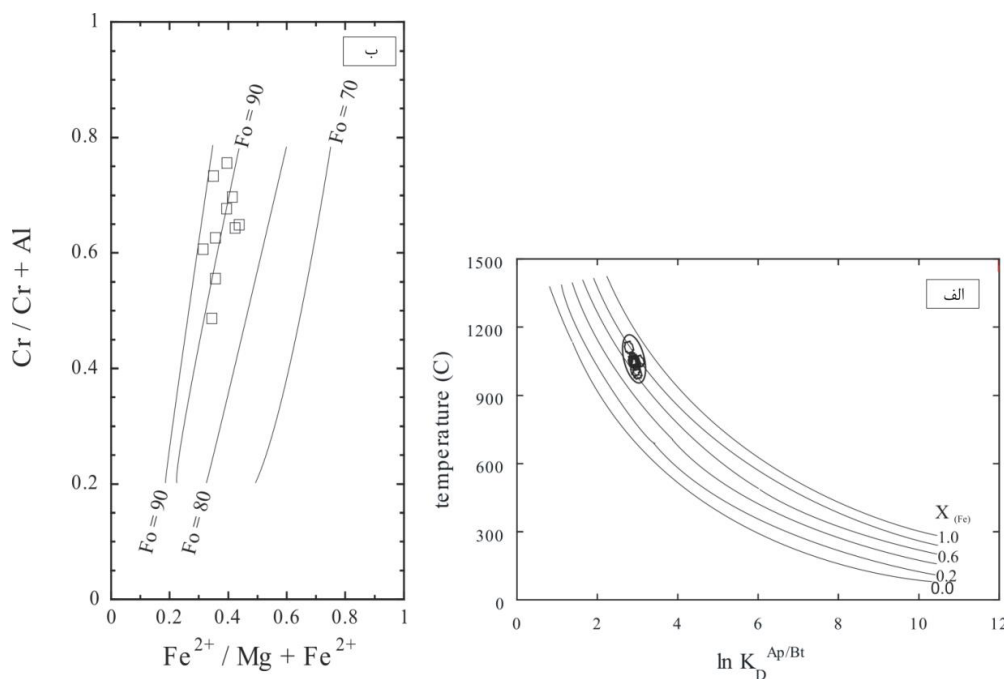 1
0.8
0.6
0.4
0.2
0
0
0.2
0.4
0.6
0.8
1
Cr / Cr + Al
Fe²⁺ / Mg + Fe²⁺
Fo = 90
Fo = 90
Fo = 80
Fo = 70
ب
1500
1200
900
600
300
0
0
2
4
6
8
10
12
temperature (C)
ln K_D^Ap/Bt
الف
X (Fe)
1.0
0.6
0.2
0.0